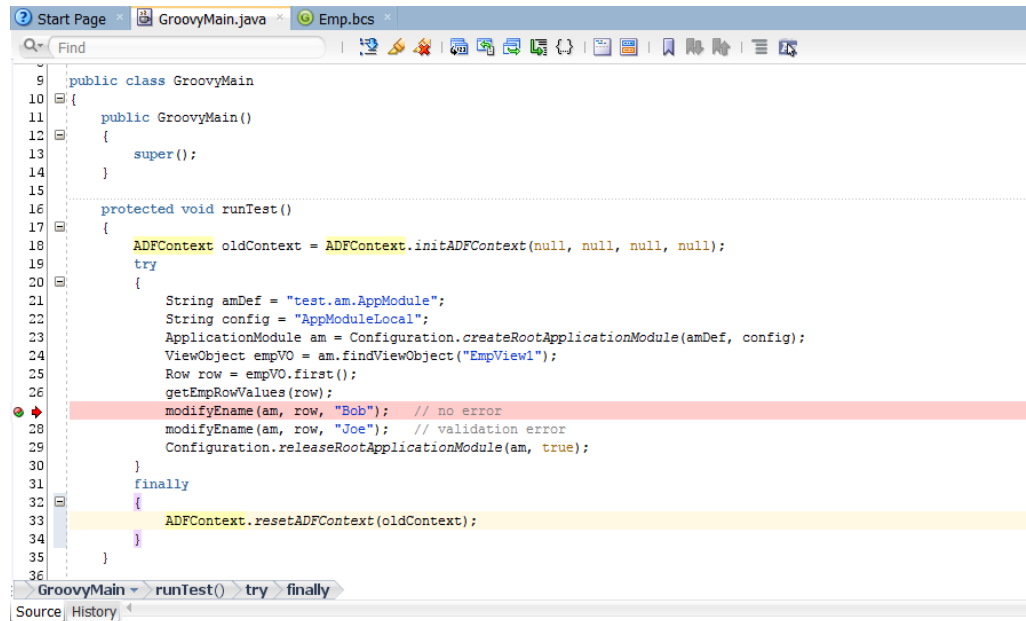 Start Page GroovyMain.java Emp.bcs
Find
9 public class GroovyMain
10 {
11 public GroovyMain()
12 {
13 super();
14 }
15
16 protected void runTest()
17 {
18 ADFContext oldContext = ADFContext.initADFContext(null, null, null, null);
19 try
20 {
21 String amDef = "test.am.AppModule";
22 String config = "AppModuleLocal";
23 ApplicationModule am = Configuration.createRootApplicationModule(amDef, config);
24 ViewObject empVO = am.findViewObject("EmpView1");
25 Row row = empVO.first();
26 getEmpRowValues(row);
modifyEname(am, row, "Bob"); // no error
28 modifyEname(am, row, "Joe"); // validation error
29 Configuration.releaseRootApplicationModule(am, true);
30 }
31 finally
32 {
33 ADFContext.resetADFContext(oldContext);
34 }
35 }
36
GroovyMain runTest() try finally
Source History